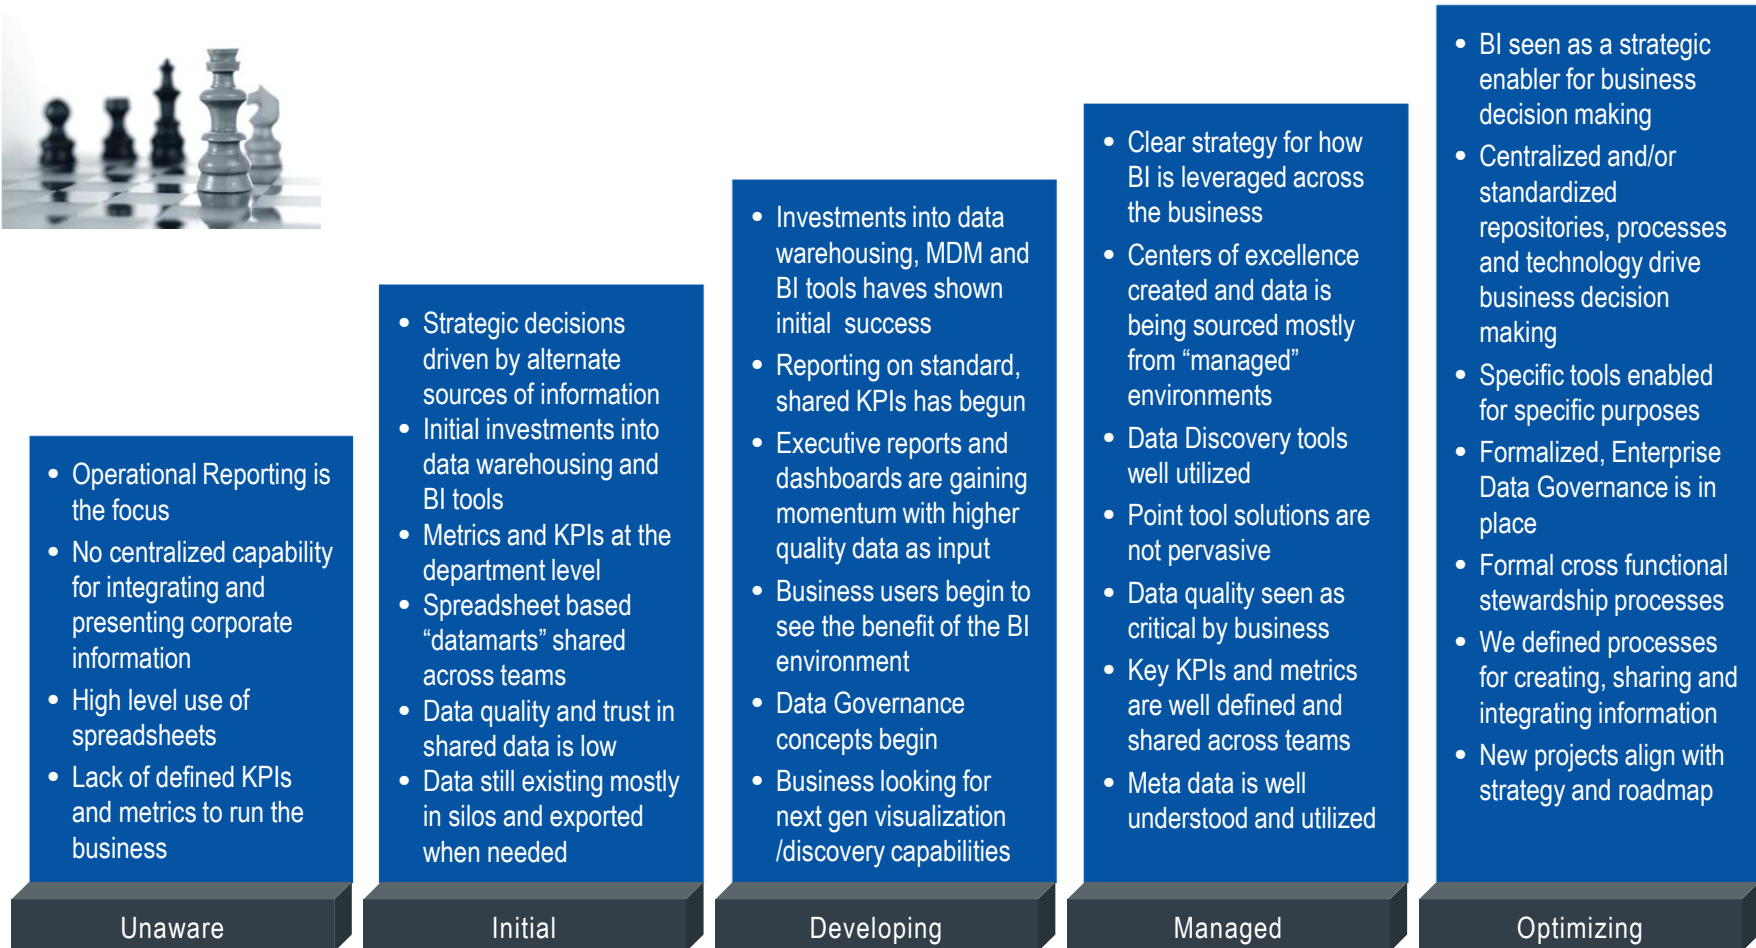 • Operational Reporting is
the focus
• No centralized capability
for integrating and
presenting corporate
information
• High level use of
spreadsheets
• Lack of defined KPIs
and metrics to run the
business
Unaware
• Strategic decisions
driven by alternate
sources of information
• Initial investments into
data warehousing and
BI tools
• Metrics and KPIs at the
department level
• Spreadsheet based
“datamarts” shared
across teams
• Data quality and trust in
shared data is low
• Data still existing mostly
in silos and exported
when needed
Initial
• Investments into data
warehousing, MDM and
BI tools haves shown
initial success
• Reporting on standard,
shared KPIs has begun
• Executive reports and
dashboards are gaining
momentum with higher
quality data as input
• Business users begin to
see the benefit of the BI
environment
• Data Governance
concepts begin
• Business looking for
next gen visualization
/discovery capabilities
Developing
• Clear strategy for how
BI is leveraged across
the business
• Centers of excellence
created and data is
being sourced mostly
from “managed”
environments
• Data Discovery tools
well utilized
• Point tool solutions are
not pervasive
• Data quality seen as
critical by business
• Key KPIs and metrics
are well defined and
shared across teams
• Meta data is well
understood and utilized
Managed
• BI seen as a strategic
enabler for business
decision making
• Centralized and/or
standardized
repositories, processes
and technology drive
business decision
making
• Specific tools enabled
for specific purposes
• Formalized, Enterprise
Data Governance is in
place
• Formal cross functional
stewardship processes
• We defined processes
for creating, sharing and
integrating information
• New projects align with
strategy and roadmap
Optimizing